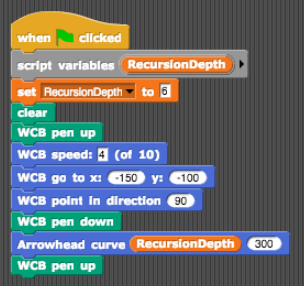 when clicked
script variables RecursionDepth
set RecursionDepth to 6
clear
WCB pen up
WCB speed: 4 (of 10)
WCB go to x: -150 y: -100
WCB point in direction 90
WCB pen down
Arrowhead curve RecursionDepth 300
WCB pen up